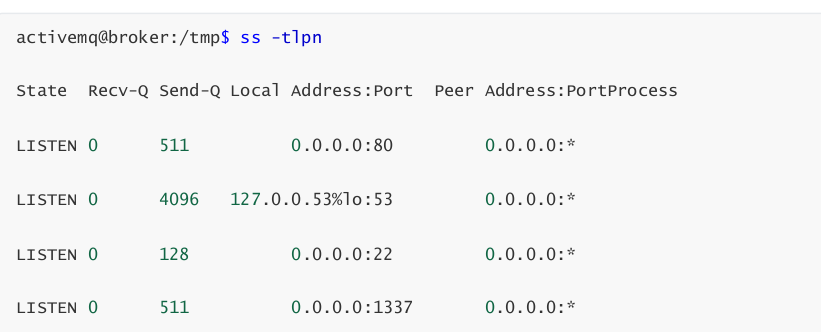 activemq@broker:/tmp$ ss -tlpn
State  Recv-Q Send-Q Local Address:Port  Peer Address:PortProcess
LISTEN 0      511          0.0.0.0:80         0.0.0.0:*
LISTEN 0      4096   127.0.0.53%lo:53         0.0.0.0:*
LISTEN 0      128          0.0.0.0:22         0.0.0.0:*
LISTEN 0      511          0.0.0.0:1337       0.0.0.0:*